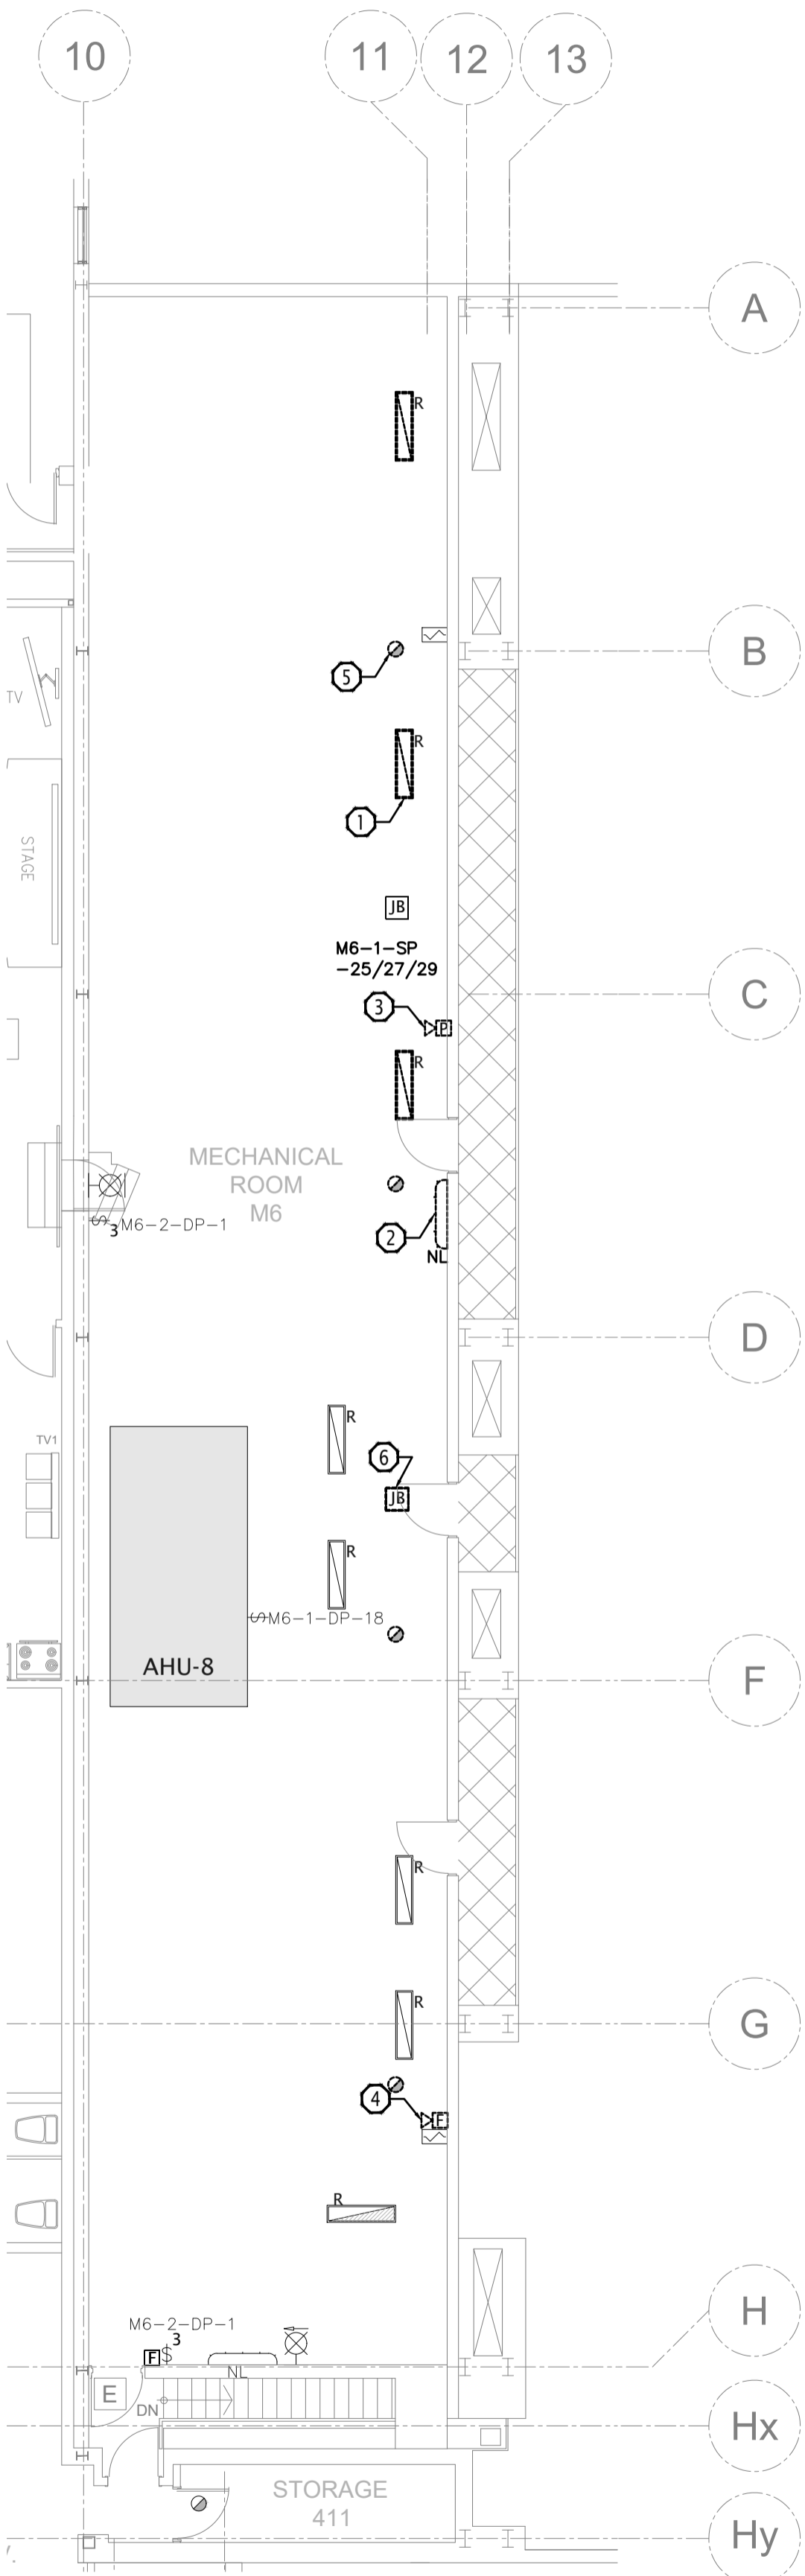 10
11
12
13
A
R
B
5
TV
R
1
STAGE
JB
M6-1-SP
-25/27/29
C
3
P
R
MECHANICAL
ROOM
M6
$3 M6-2-DP-1
2
NL
D
R
TV1
6
JB
R
$ M6-1-DP-18
AHU-8
F
R
R
G
4
F
R
H
M6-2-DP-1
F $3
NL
E
DN
Hx
STORAGE
411
Hy